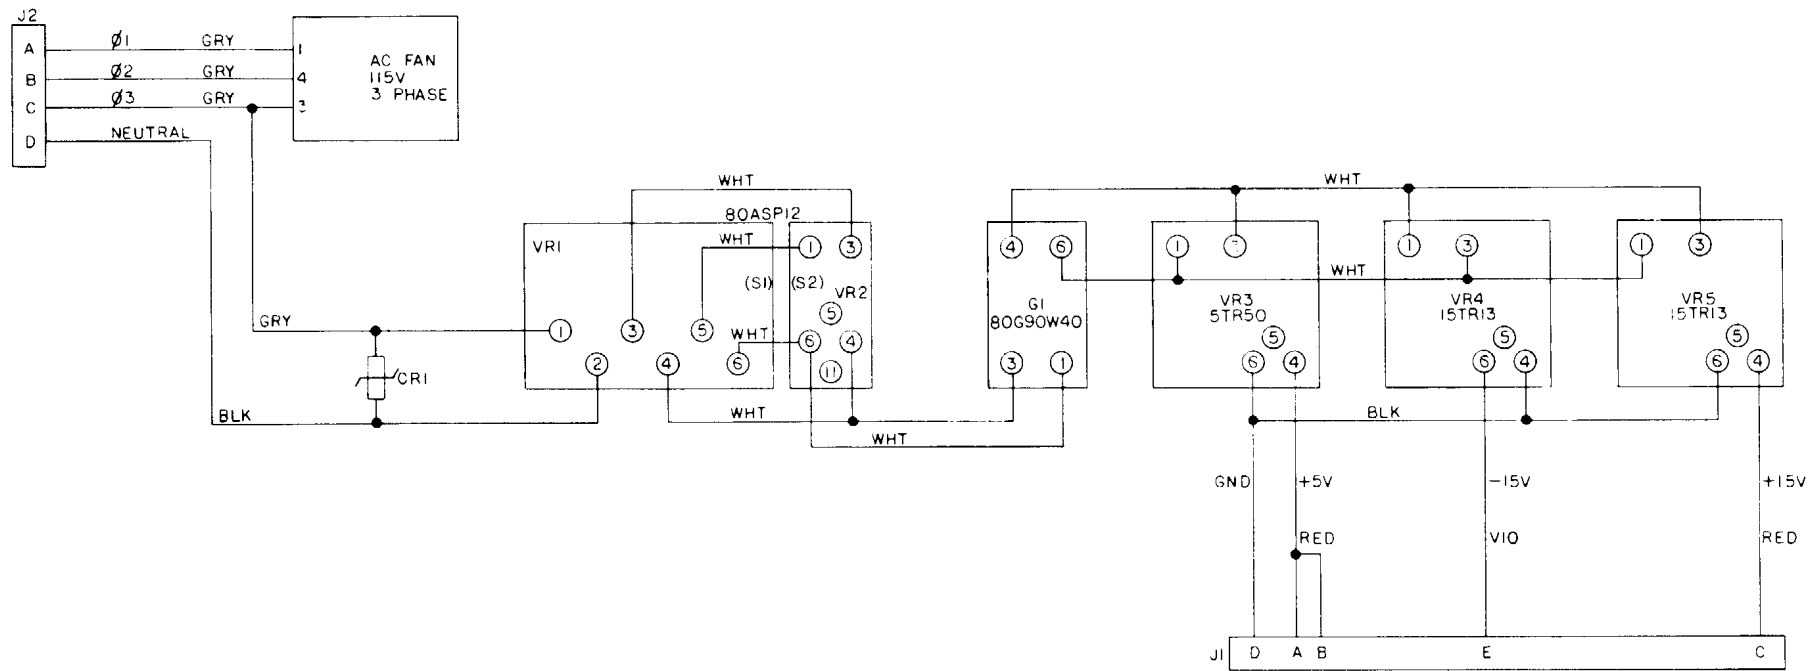 J2
A Ø1 GRY 1
B Ø2 GRY 4
C Ø3 GRY 3
D NEUTRAL
AC FAN
115V
3 PHASE
WHT
80ASP12
VR1
WHT
1 3
(S1) (S2)
VR2
5
GRY
1 3 5
WHT
6 4
2 4 6
11
CR1
BLK
WHT
WHT
WHT
4 6
G1
80G90W40
3 1
1
VR3
5TR50
5
6 4
WHT
1 3
VR4
15TR13
5
6 4
1 3
VR5
15TR13
5
6 4
BLK
GND +5V -15V +15V
RED VIO RED
J1 D A B E C